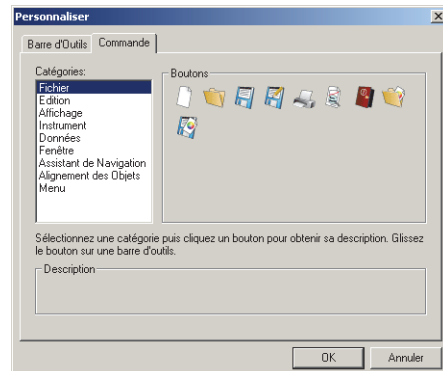 Personnaliser
Barre d'Outils
Commande
Catégories:
Fichier
Edition
Affichage
Instrument
Données
Fenêtre
Assistant de Navigation
Alignement des Objets
Menu
Boutons
Sélectionnez une catégorie puis cliquez un bouton pour obtenir sa description. Glissez
le bouton sur une barre d'outils.
Description
OK
Annuler